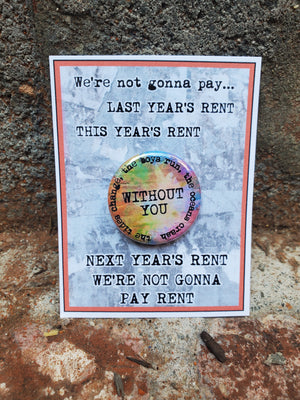 We're not gonna pay...
LAST YEAR'S RENT
THIS YEAR'S RENT
the tides change, the boys run, the oceans crash
WITHOUT
YOU
NEXT YEAR'S RENT
WE'RE NOT GONNA
PAY RENT